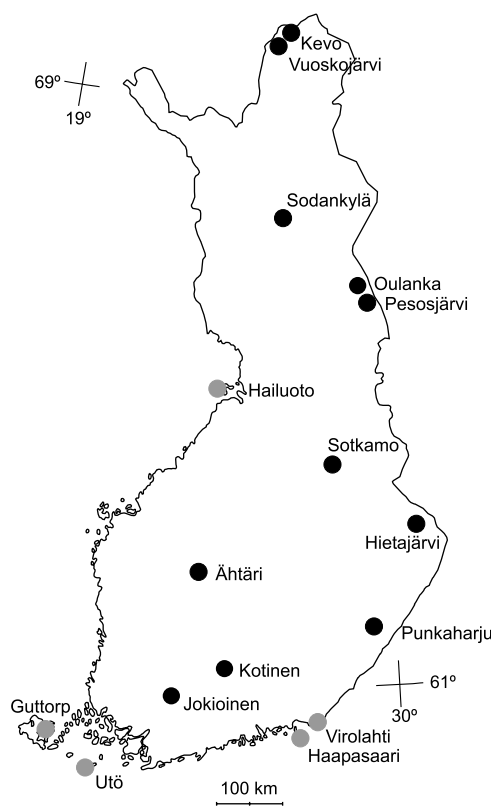 Kevo
Vuoskojärvi
69º
19º
Sodankylä
Oulanka
Pesosjärvi
Hailuoto
Sotkamo
Hietajärvi
Ähtäri
Punkaharju
Kotinen
61º
Jokioinen
Guttorp
30º
Virolahti
Haapasaari
Utö
100 km